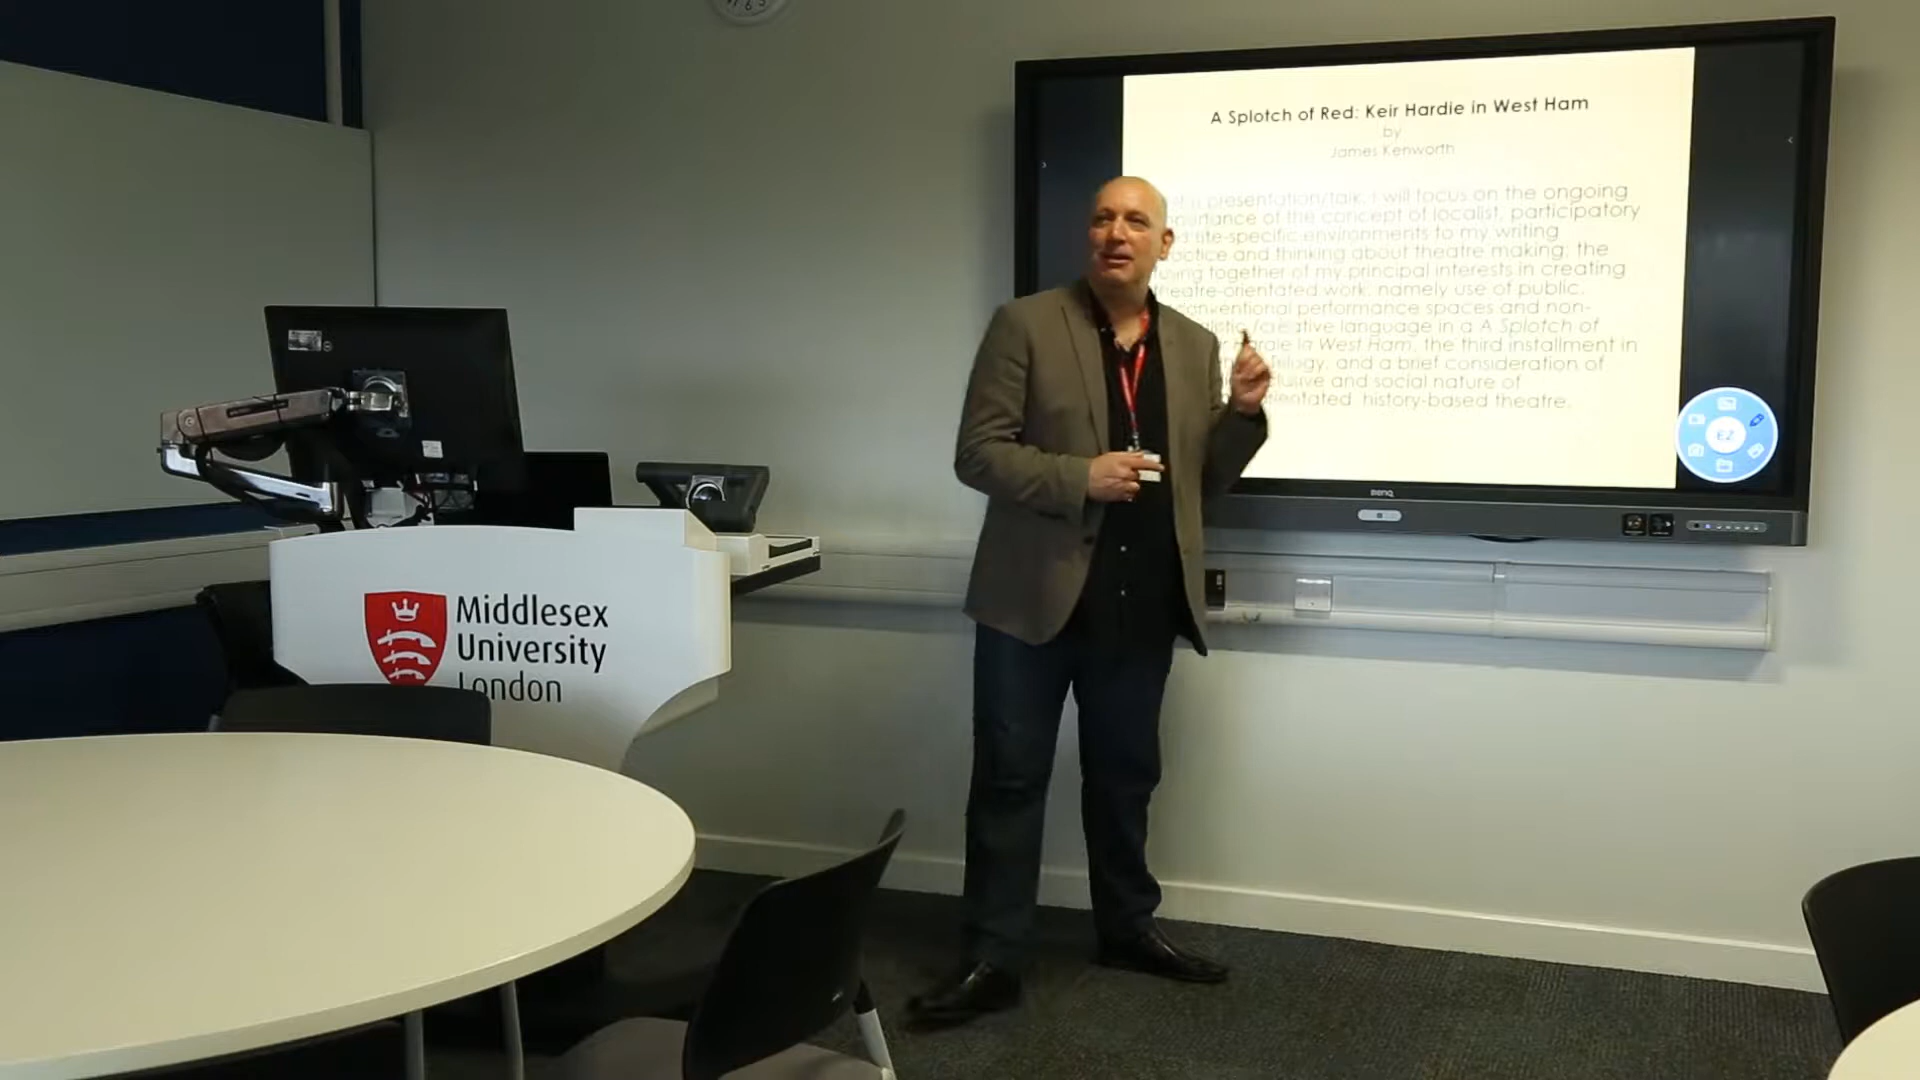 A Splotch of Red: Keir Hardie in West Ham
by
James Kenworth
presentation/talk, I will focus on the ongoing
of the concept of localist, participatory
site-specific environments to my writing
and thinking about theatre making; the
together of my principal interests in creating
theatre-orientated work, namely use of public,
performance spaces and non-
language in a A Splotch of
in West Ham, the third installment in
Trilogy, and a brief consideration of
and social nature of
history-based theatre.
EZ
BenQ
Middlesex
University
London